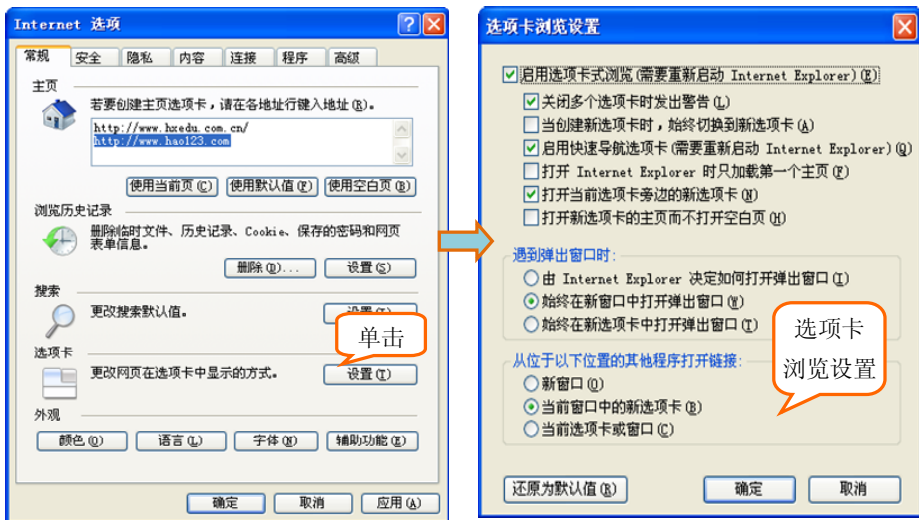 Internet 选项
常规 安全 隐私 内容 连接 程序 高级
主页
若要创建主页选项卡，请在各地址行键入地址(R)。
http://www.hxedu.com.cn/
http://www.hao123.com
使用当前页(C) 使用默认值(F) 使用空白页(B)
浏览历史记录
删除临时文件、历史记录、Cookie、保存的密码和网页
表单信息。
删除(D)... 设置(S)
搜索
更改搜索默认值。
单击
选项卡
更改网页在选项卡中显示的方式。 设置(T)
外观
颜色(O) 语言(L) 字体(N) 辅助功能(E)
确定 取消 应用(A)
选项卡浏览设置
启用选项卡式浏览(需要重新启动 Internet Explorer)(E)
关闭多个选项卡时发出警告(L)
当创建新选项卡时，始终切换到新选项卡(A)
启用快速导航选项卡(需要重新启动 Internet Explorer)(Q)
打开 Internet Explorer 时只加载第一个主页(F)
打开当前选项卡旁边的新选项卡(N)
打开新选项卡的主页而不打开空白页(H)
遇到弹出窗口时:
由 Internet Explorer 决定如何打开弹出窗口(I)
始终在新窗口中打开弹出窗口(W)
始终在新选项卡中打开弹出窗口(T)
选项卡
浏览设置
从位于以下位置的其他程序打开链接:
新窗口(O)
当前窗口中的新选项卡(B)
当前选项卡或窗口(C)
还原为默认值(R) 确定 取消